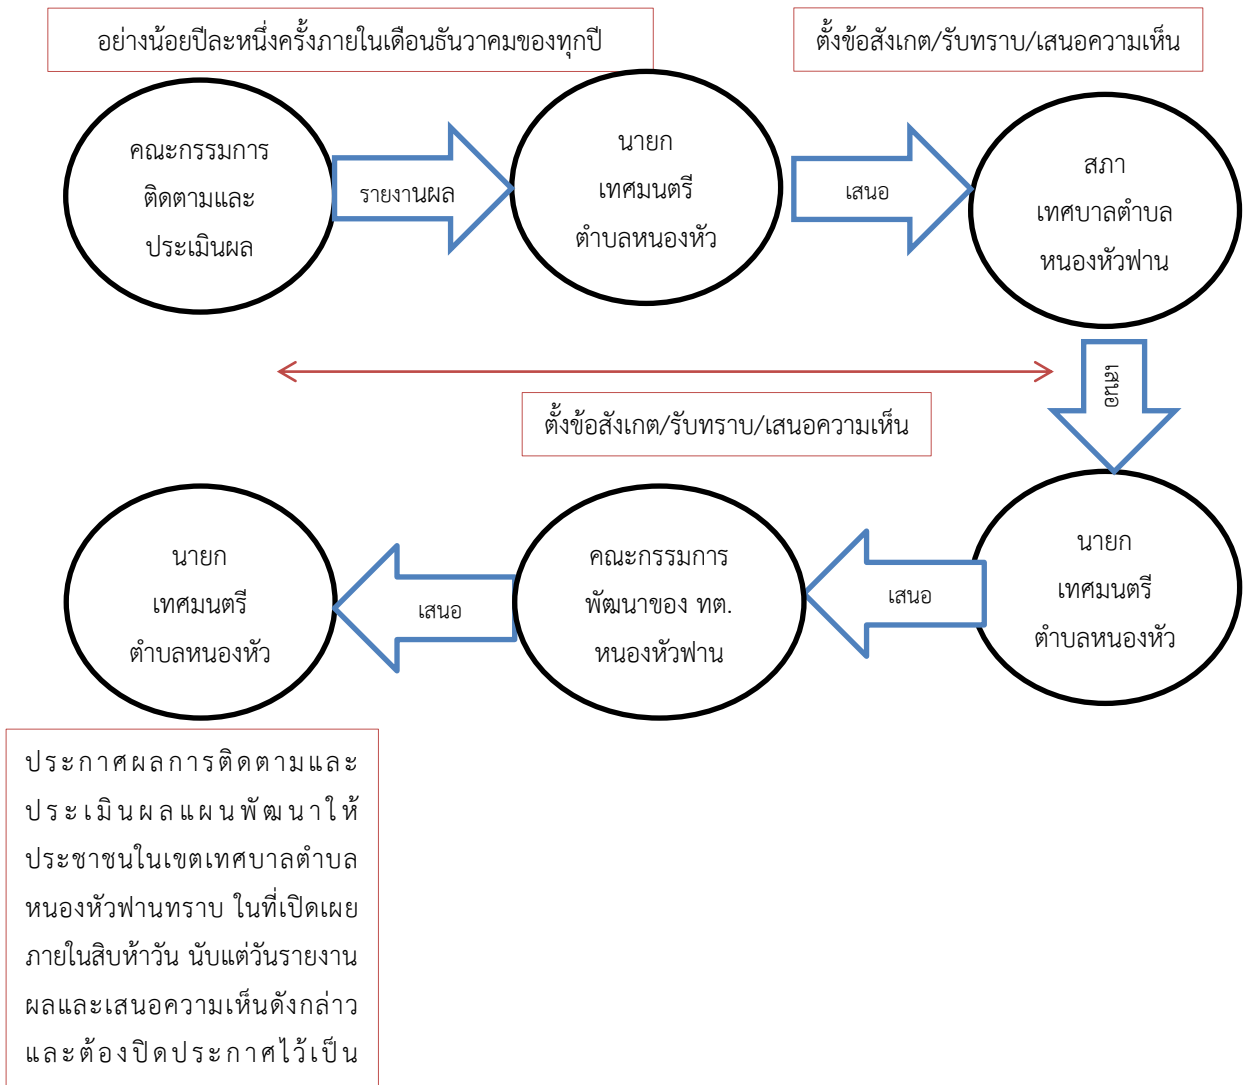 อย่างน้อยปีละหนึ่งครั้งภายในเดือนธันวาคมของทุกปี
ตั้งข้อสังเกต/รับทราบ/เสนอความเห็น
คณะกรรมการ
ติดตามและ
ประเมินผล
รายงานผล
นายก
เทศมนตรี
ตำบลหนองหัว
เสนอ
สภา
เทศบาลตำบล
หนองหัวฟาน
เสนอ
ตั้งข้อสังเกต/รับทราบ/เสนอความเห็น
นายก
เทศมนตรี
ตำบลหนองหัว
เสนอ
คณะกรรมการ
พัฒนาของ ทต.
หนองหัวฟาน
เสนอ
นายก
เทศมนตรี
ตำบลหนองหัว
ประกาศผลการติดตามและ
ประเมินผลแผนพัฒนาให้
ประชาชนในเขตเทศบาลตำบล
หนองหัวฟานทราบ ในที่เปิดเผย
ภายในสิบห้าวัน นับแต่วันรายงาน
ผลและเสนอความเห็นดังกล่าว
และต้องปิดประกาศไว้เป็น